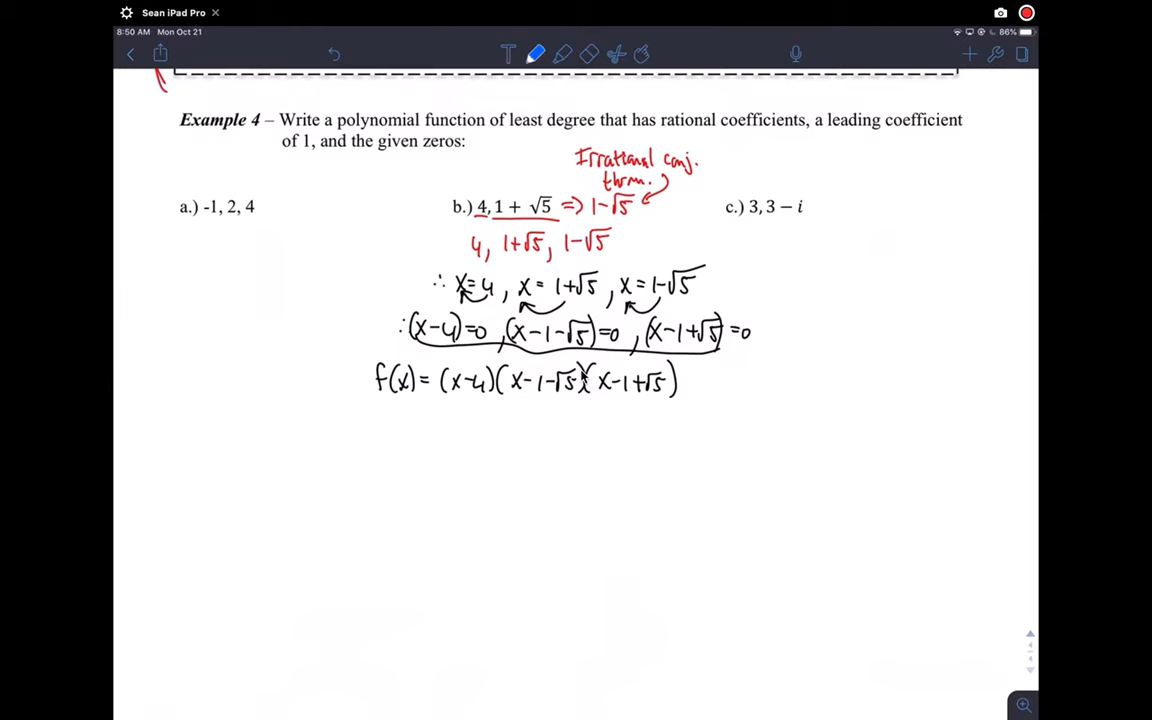 Sean iPad Pro ×
8:50 AM Mon Oct 21
86%
Example 4 – Write a polynomial function of least degree that has rational coefficients, a leading coefficient
of 1, and the given zeros:
Irrational conj.
thrm.
a.) -1, 2, 4
b.) 4, 1 + √5 => 1-√5
c.) 3, 3 − i
4, 1+√5, 1-√5
∴ x=4, x=1+√5, x=1-√5
∴(x-4)=0, (x-1-√5)=0, (x-1+√5)=0
f(x)= (x-4)(x-1-√5)(x-1+√5)